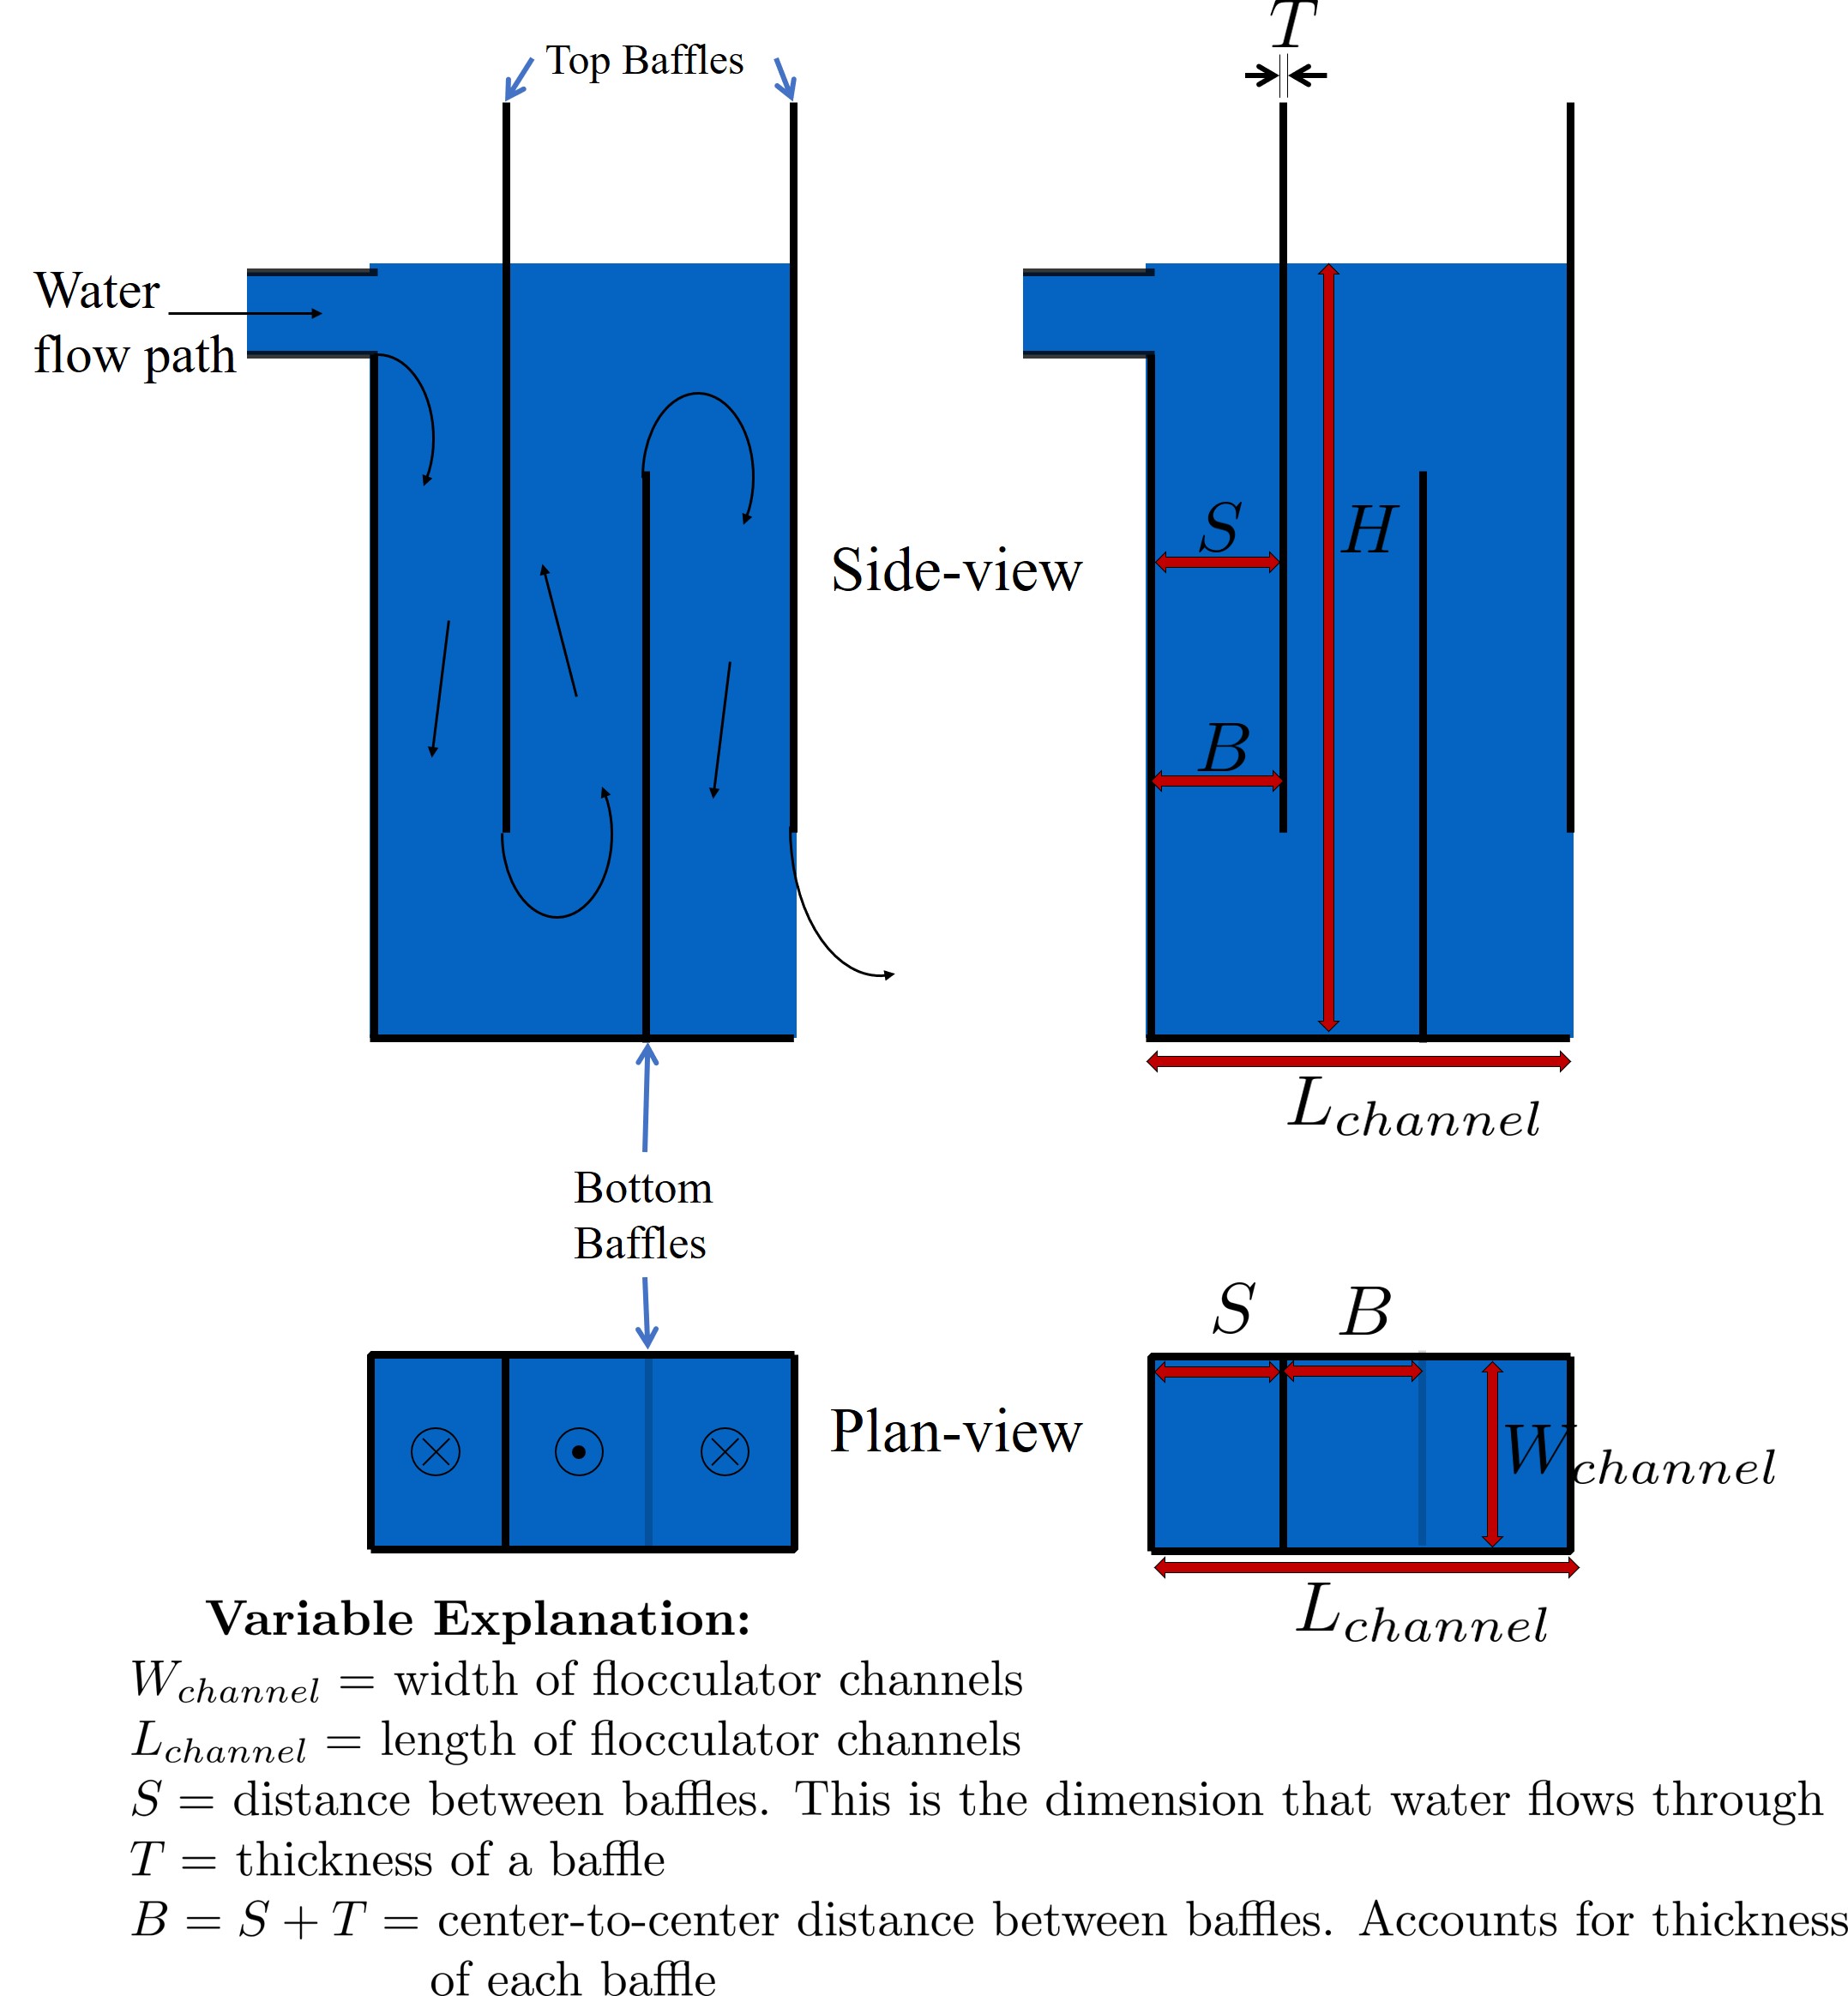 T
Top Baffles
Water
flow path
S
H
Side-view
B
L_{channel}
Bottom
Baffles
S
B
Plan-view
W_{channel}
L_{channel}
Variable Explanation:
W_{channel} = width of flocculator channels
L_{channel} = length of flocculator channels
S = distance between baffles. This is the dimension that water flows through
T = thickness of a baffle
B = S + T = center-to-center distance between baffles. Accounts for thickness
of each baffle